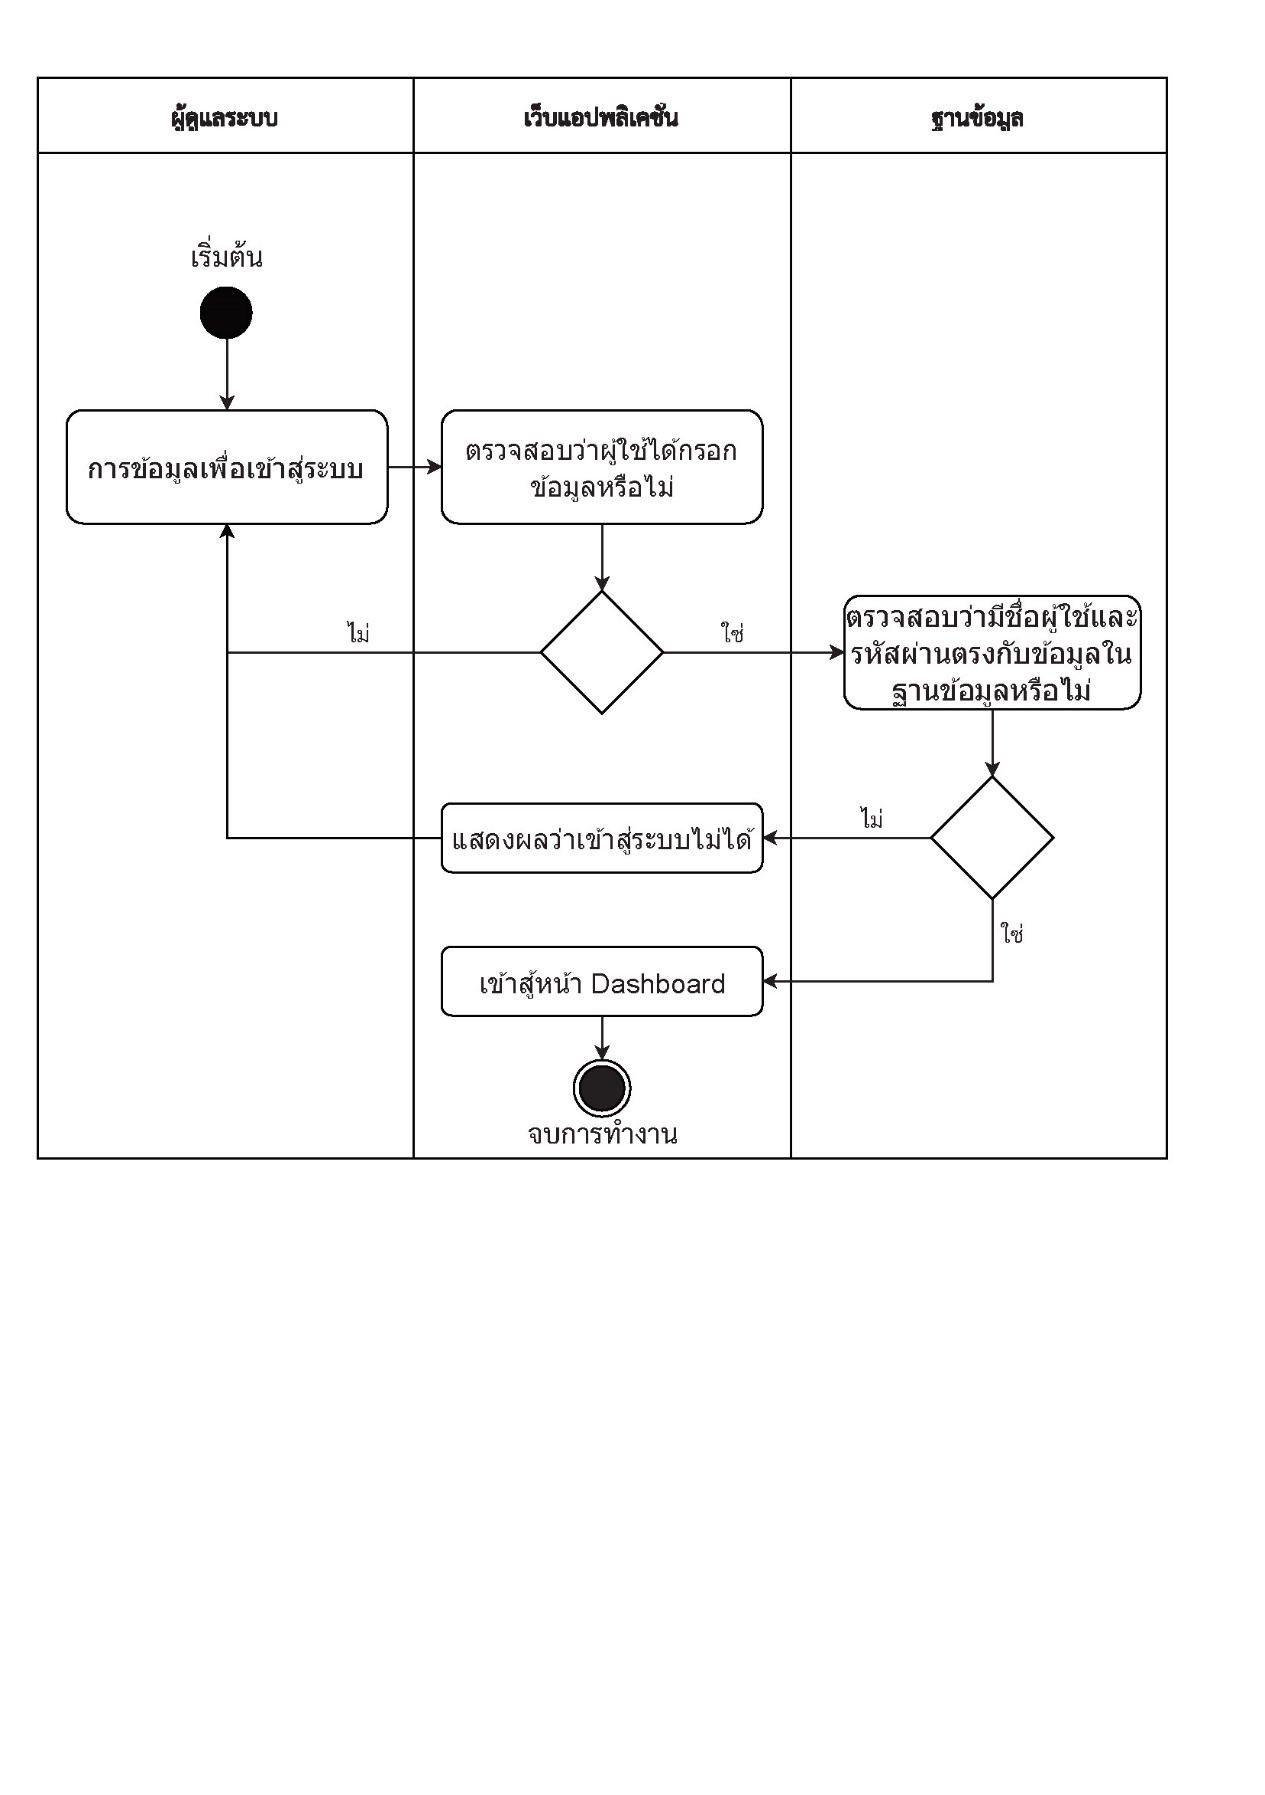 ผู้ดูแลระบบ
เว็บแอปพลิเคชัน
ฐานข้อมูล
เริ่มต้น
การข้อมูลเพื่อเข้าสู่ระบบ
ตรวจสอบว่าผู้ใช้ได้กรอก
ข้อมูลหรือไม่
ไม่
ใช่
ตรวจสอบว่ามีชื่อผู้ใช้และ
รหัสผ่านตรงกับข้อมูลใน
ฐานข้อมูลหรือไม่
แสดงผลว่าเข้าสู่ระบบไม่ได้
ไม่
ใช่
เข้าสู้หน้า Dashboard
จบการทำงาน